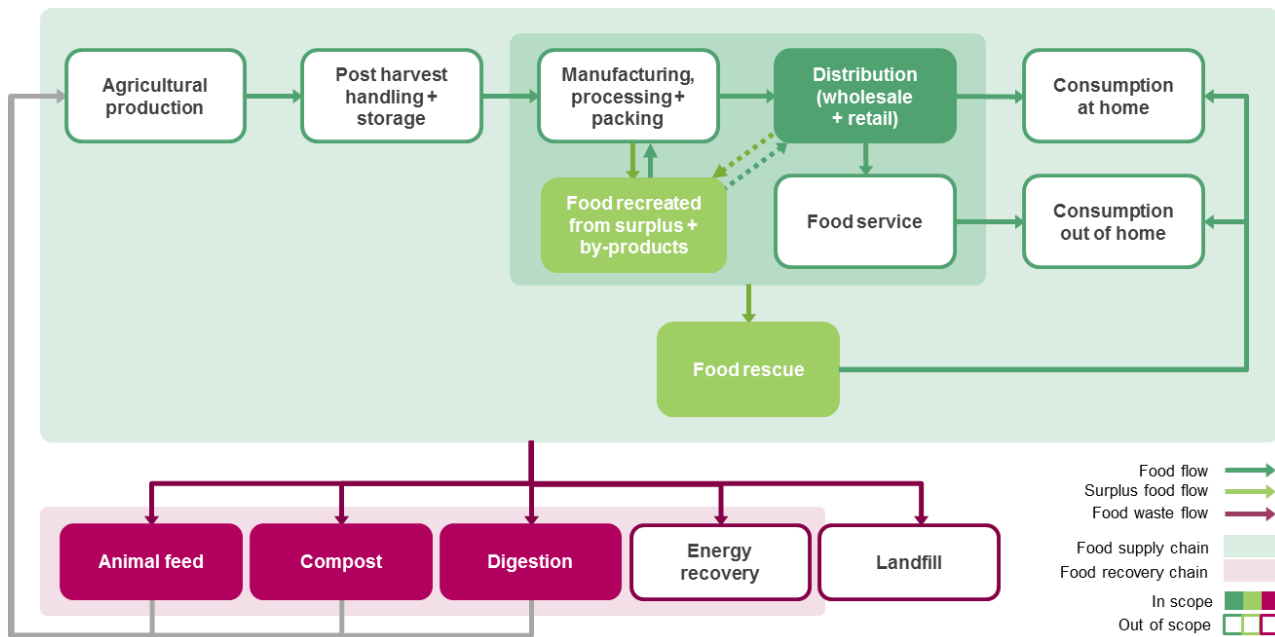 Agricultural
production
Post harvest
handling +
storage
Manufacturing,
processing +
packing
Distribution
(wholesale
+ retail)
Consumption
at home
Food recreated
from surplus +
by-products
Food service
Consumption
out of home
Food rescue
Animal feed
Compost
Digestion
Energy
recovery
Landfill
Food flow
Surplus food flow
Food waste flow
Food supply chain
Food recovery chain
In scope
Out of scope